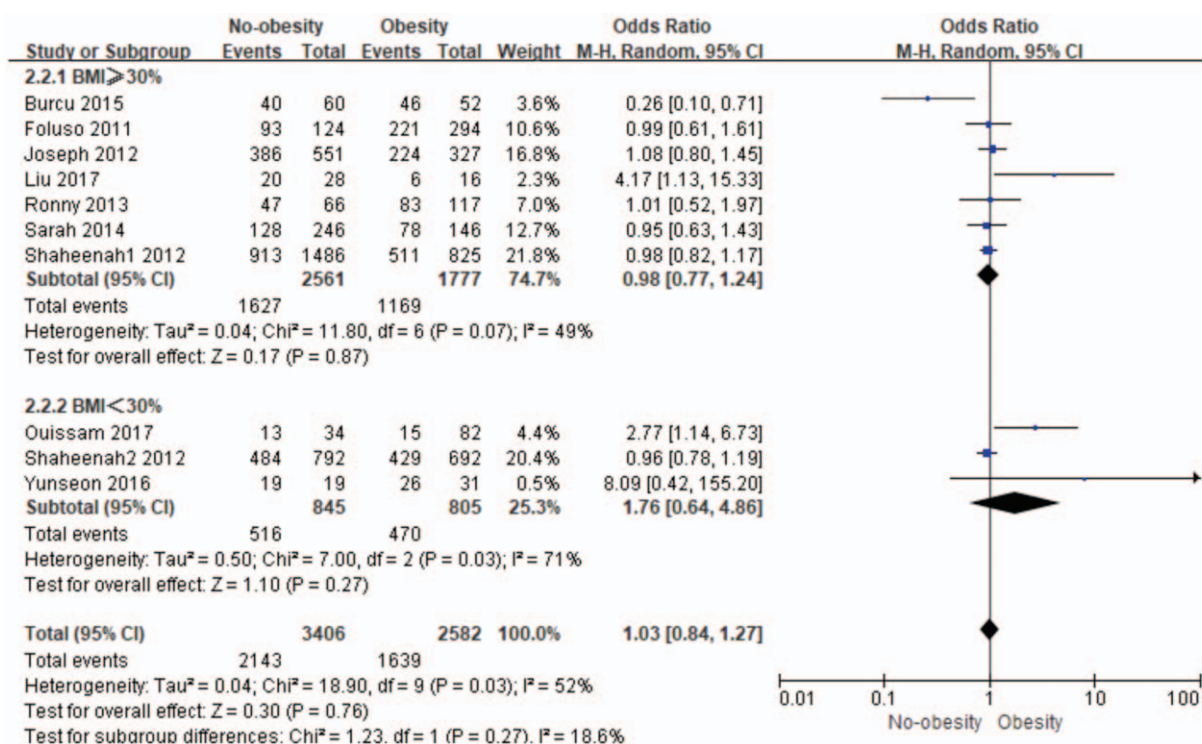 No-obesity Obesity Odds Ratio Odds Ratio
Study or Subgroup Events Total Events Total Weight M-H, Random, 95% CI M-H, Random, 95% CI
2.2.1 BMI⩾30%
Burcu 2015 40 60 46 52 3.6% 0.26 [0.10, 0.71]
Foluso 2011 93 124 221 294 10.6% 0.99 [0.61, 1.61]
Joseph 2012 386 551 224 327 16.8% 1.08 [0.80, 1.45]
Liu 2017 20 28 6 16 2.3% 4.17 [1.13, 15.33]
Ronny 2013 47 66 83 117 7.0% 1.01 [0.52, 1.97]
Sarah 2014 128 246 78 146 12.7% 0.95 [0.63, 1.43]
Shaheenah1 2012 913 1486 511 825 21.8% 0.98 [0.82, 1.17]
Subtotal (95% CI) 2561 1777 74.7% 0.98 [0.77, 1.24]
Total events 1627 1169
Heterogeneity: Tau² = 0.04; Chi² = 11.80, df = 6 (P = 0.07); I² = 49%
Test for overall effect: Z = 0.17 (P = 0.87)
2.2.2 BMI<30%
Ouissam 2017 13 34 15 82 4.4% 2.77 [1.14, 6.73]
Shaheenah2 2012 484 792 429 692 20.4% 0.96 [0.78, 1.19]
Yunseon 2016 19 19 26 31 0.5% 8.09 [0.42, 155.20]
Subtotal (95% CI) 845 805 25.3% 1.76 [0.64, 4.86]
Total events 516 470
Heterogeneity: Tau² = 0.50; Chi² = 7.00, df = 2 (P = 0.03); I² = 71%
Test for overall effect: Z = 1.10 (P = 0.27)
Total (95% CI) 3406 2582 100.0% 1.03 [0.84, 1.27]
Total events 2143 1639
Heterogeneity: Tau² = 0.04; Chi² = 18.90, df = 9 (P = 0.03); I² = 52%
Test for overall effect: Z = 0.30 (P = 0.76)
Test for subgroup differences: Chi² = 1.23, df = 1 (P = 0.27), I² = 18.6%
0.01 0.1 1 10 100
No-obesity Obesity